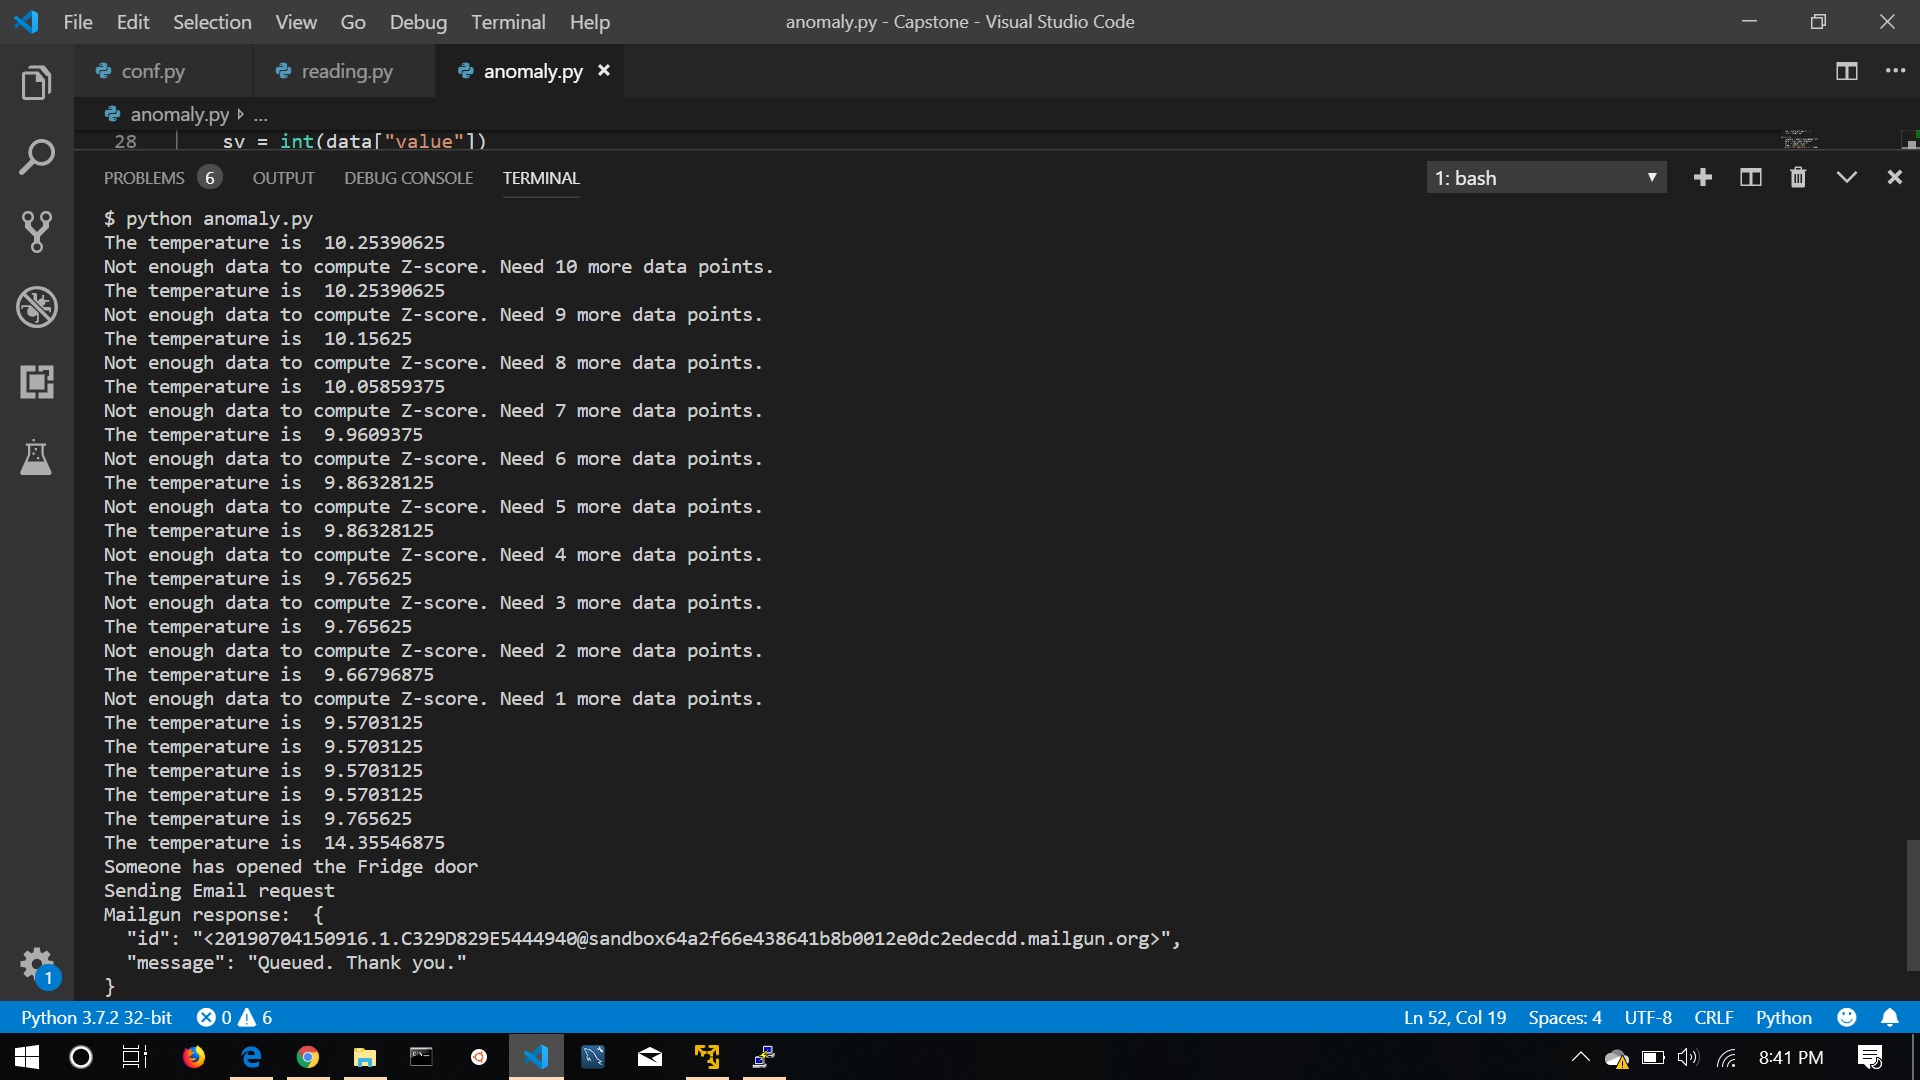 File Edit Selection View Go Debug Terminal Help anomaly.py - Capstone - Visual Studio Code
conf.py reading.py anomaly.py
anomaly.py ...
28 sv = int(data["value"])
PROBLEMS 6 OUTPUT DEBUG CONSOLE TERMINAL 1: bash
$ python anomaly.py
The temperature is  10.25390625
Not enough data to compute Z-score. Need 10 more data points.
The temperature is  10.25390625
Not enough data to compute Z-score. Need 9 more data points.
The temperature is  10.15625
Not enough data to compute Z-score. Need 8 more data points.
The temperature is  10.05859375
Not enough data to compute Z-score. Need 7 more data points.
The temperature is  9.9609375
Not enough data to compute Z-score. Need 6 more data points.
The temperature is  9.86328125
Not enough data to compute Z-score. Need 5 more data points.
The temperature is  9.86328125
Not enough data to compute Z-score. Need 4 more data points.
The temperature is  9.765625
Not enough data to compute Z-score. Need 3 more data points.
The temperature is  9.765625
Not enough data to compute Z-score. Need 2 more data points.
The temperature is  9.66796875
Not enough data to compute Z-score. Need 1 more data points.
The temperature is  9.5703125
The temperature is  9.5703125
The temperature is  9.5703125
The temperature is  9.5703125
The temperature is  9.765625
The temperature is  14.35546875
Someone has opened the Fridge door
Sending Email request
Mailgun response:  {
  "id": "<20190704150916.1.C329D829E5444940@sandbox64a2f66e438641b8b0012e0dc2edecdd.mailgun.org>",
  "message": "Queued. Thank you."
}
1
Python 3.7.2 32-bit 0 6 Ln 52, Col 19 Spaces: 4 UTF-8 CRLF Python
8:41 PM